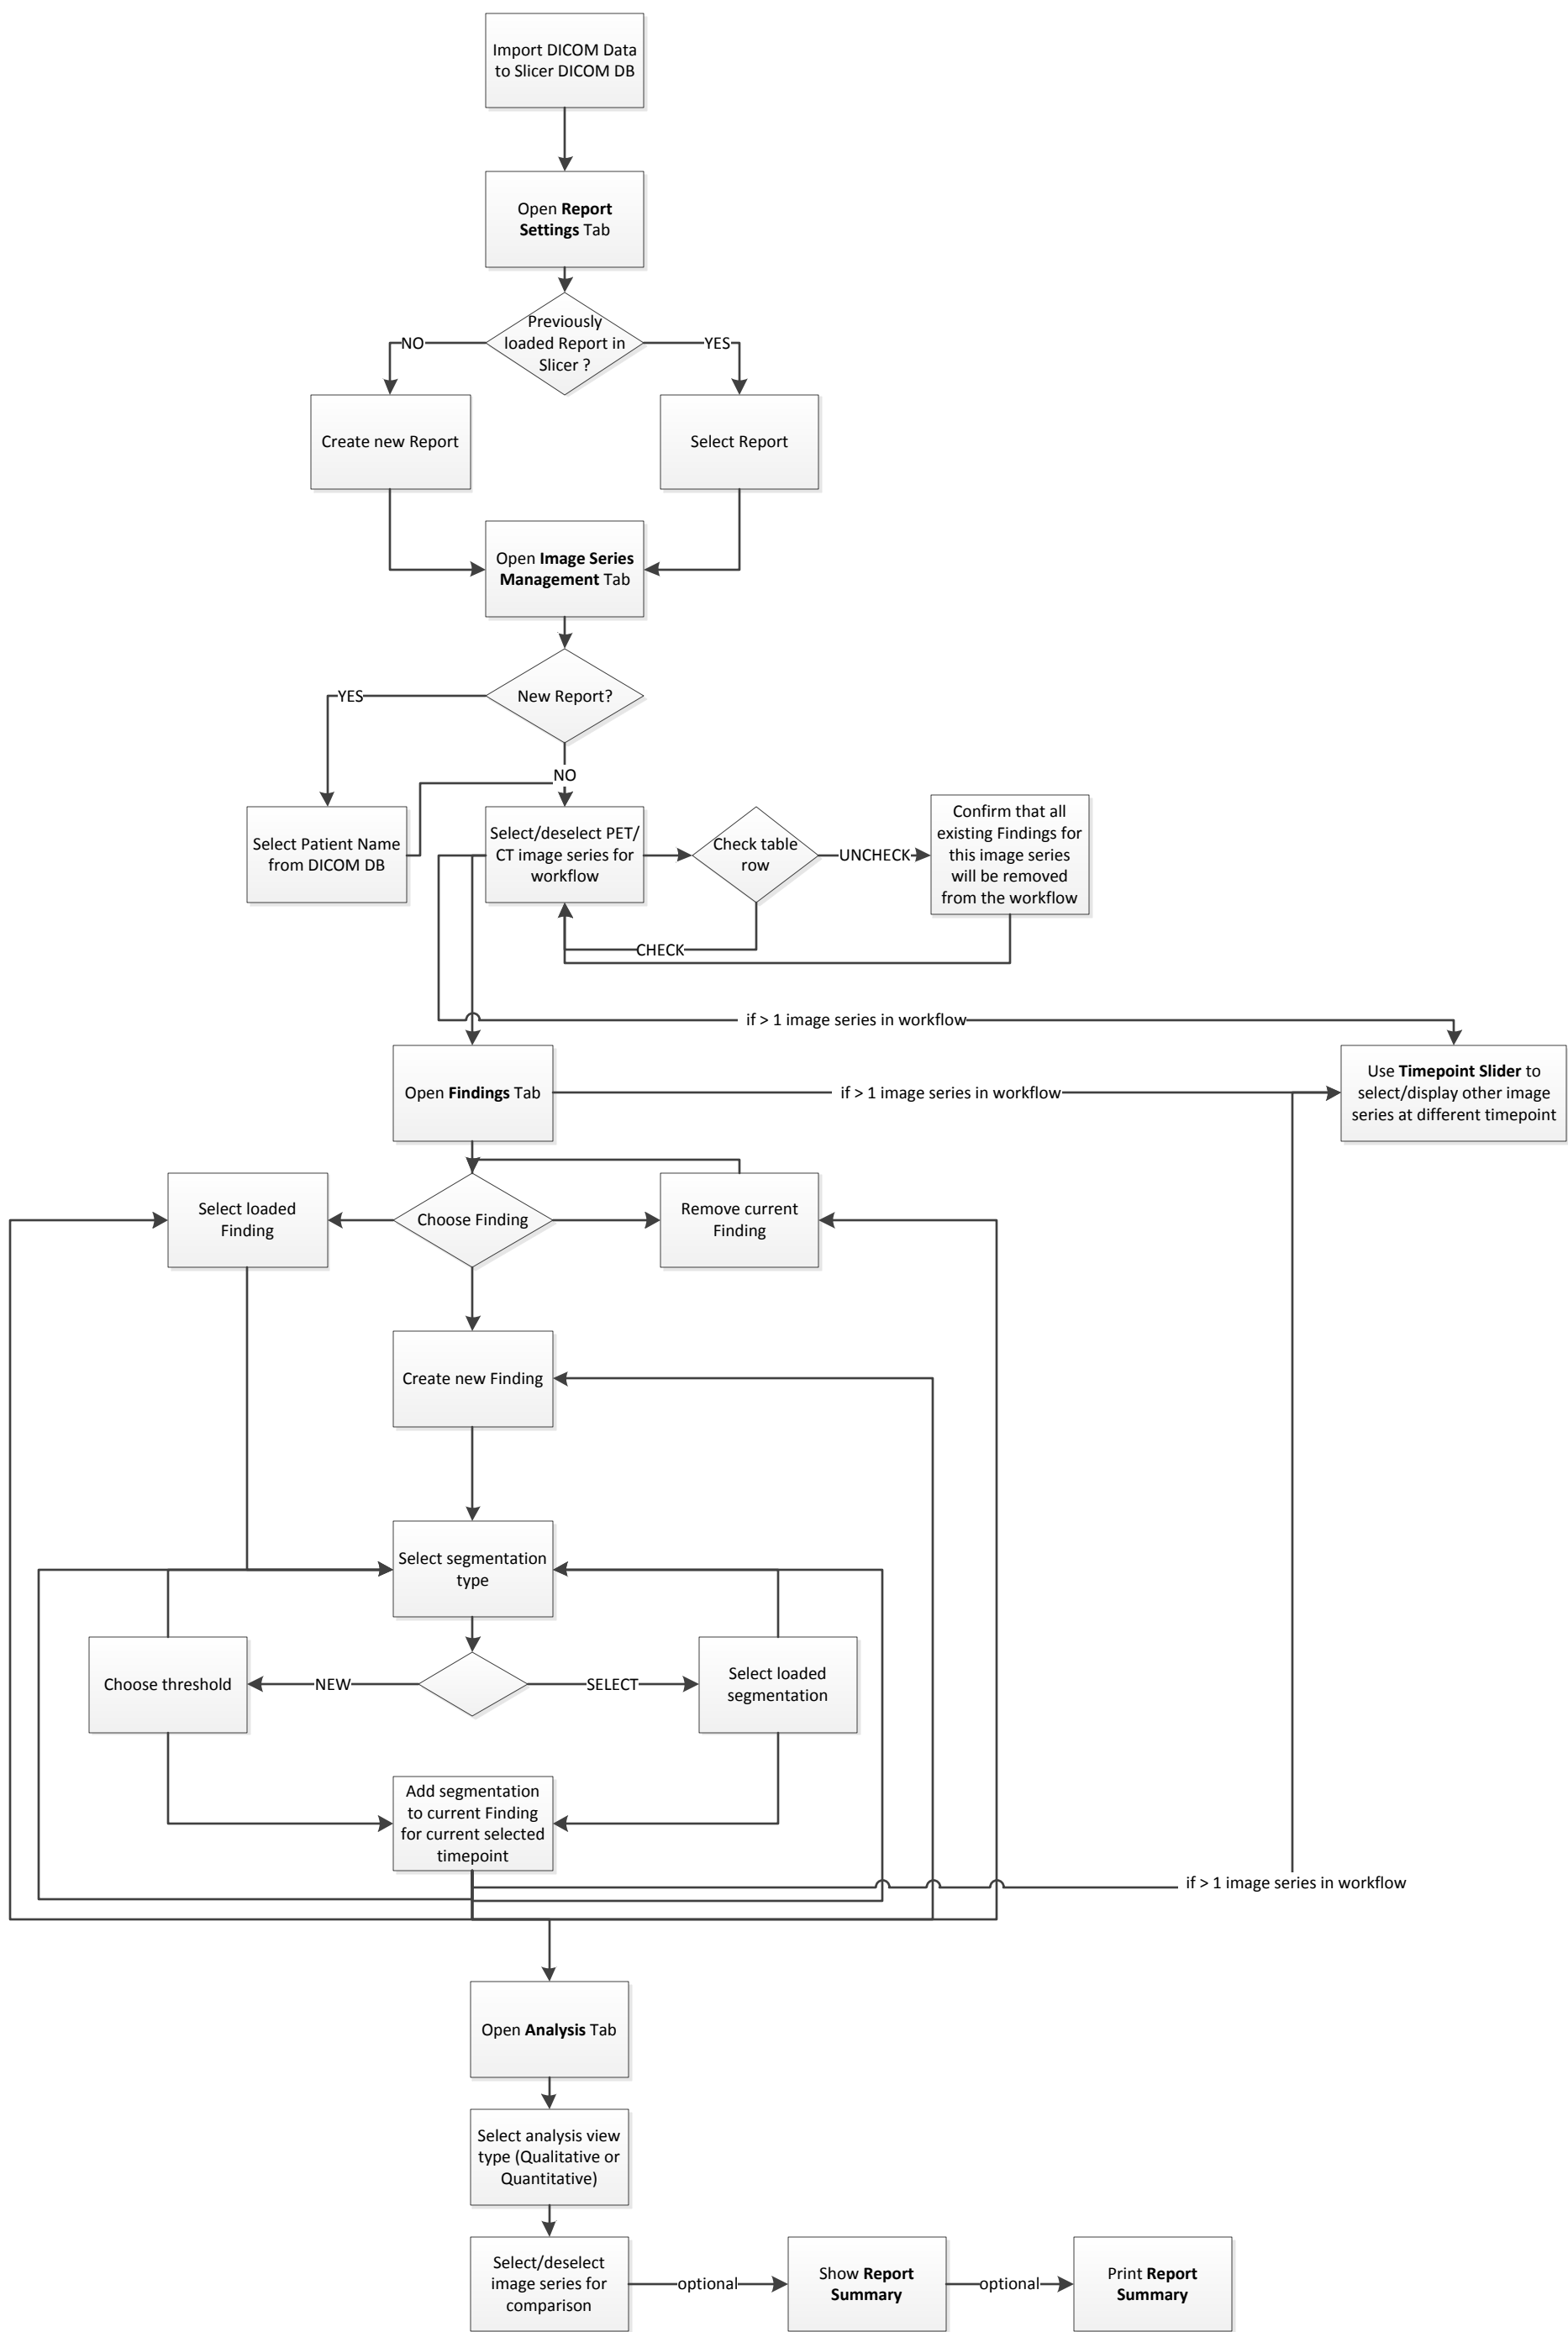 Import DICOM Data
to Slicer DICOM DB
Open Report
Settings Tab
Previously
loaded Report in
Slicer ?
NO
YES
Create new Report
Select Report
Open Image Series
Management Tab
New Report?
YES
NO
Select Patient Name
from DICOM DB
Select/deselect PET/
CT image series for
workflow
Check table
row
UNCHECK
Confirm that all
existing Findings for
this image series
will be removed
from the workflow
CHECK
if > 1 image series in workflow
Open Findings Tab
if > 1 image series in workflow
Use Timepoint Slider to
select/display other image
series at different timepoint
Select loaded
Finding
Choose Finding
Remove current
Finding
Create new Finding
Select segmentation
type
Choose threshold
NEW
SELECT
Select loaded
segmentation
Add segmentation
to current Finding
for current selected
timepoint
if > 1 image series in workflow
Open Analysis Tab
Select analysis view
type (Qualitative or
Quantitative)
Select/deselect
image series for
comparison
optional
Show Report
Summary
optional
Print Report
Summary